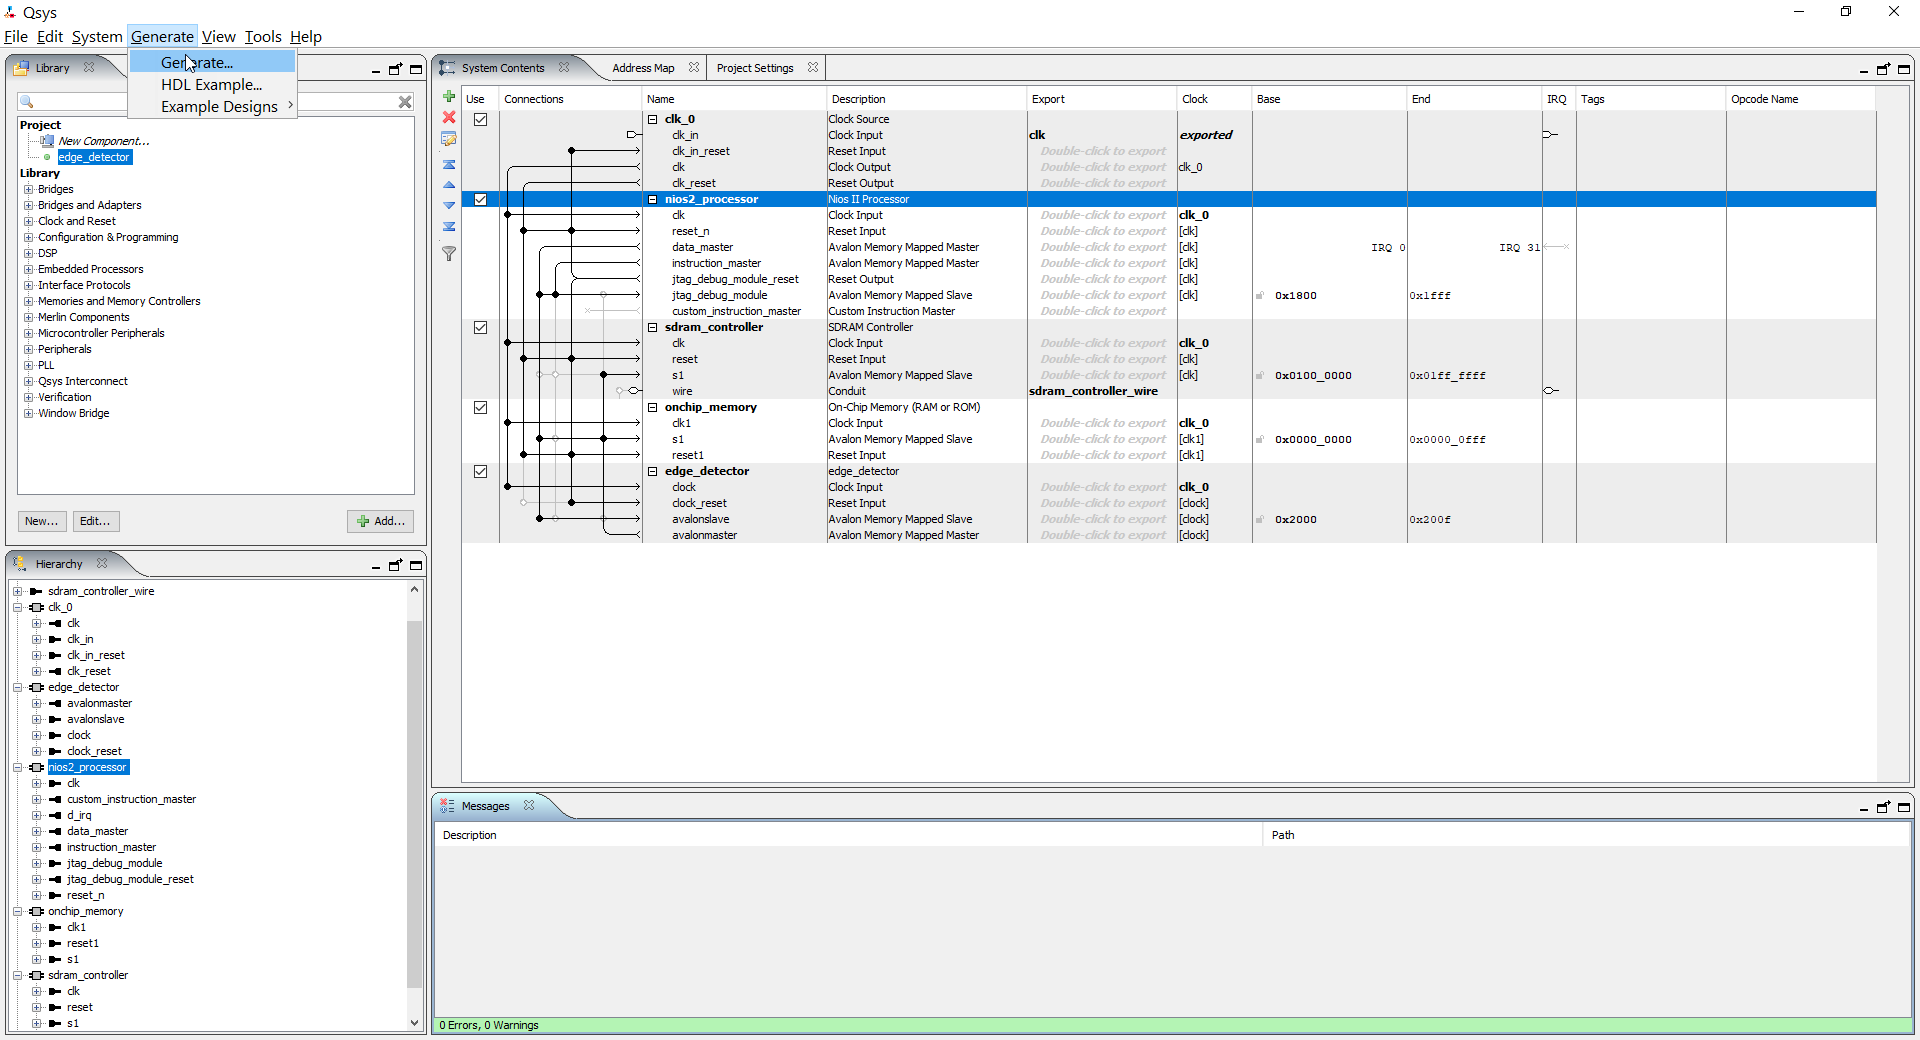 Qsys
File Edit System Generate View Tools Help
Generate...
HDL Example...
Example Designs
Library
Project
New Component...
edge_detector
Library
Bridges
Bridges and Adapters
Clock and Reset
Configuration & Programming
DSP
Embedded Processors
Interface Protocols
Memories and Memory Controllers
Merlin Components
Microcontroller Peripherals
Peripherals
PLL
Qsys Interconnect
Verification
Window Bridge
New... Edit... Add...
Hierarchy
sdram_controller_wire
clk_0
clk
clk_in
clk_in_reset
clk_reset
edge_detector
avalonmaster
avalonslave
clock
clock_reset
nios2_processor
clk
custom_instruction_master
d_irq
data_master
instruction_master
jtag_debug_module
jtag_debug_module_reset
reset_n
onchip_memory
clk1
reset1
s1
sdram_controller
clk
reset
s1
System Contents Address Map Project Settings
Use Connections Name Description Export Clock Base End IRQ Tags Opcode Name
clk_0 Clock Source
clk_in Clock Input clk exported
clk_in_reset Reset Input Double-click to export
clk Clock Output Double-click to export clk_0
clk_reset Reset Output Double-click to export
nios2_processor Nios II Processor
clk Clock Input Double-click to export clk_0
reset_n Reset Input Double-click to export [clk]
data_master Avalon Memory Mapped Master Double-click to export [clk] IRQ 0 IRQ 31
instruction_master Avalon Memory Mapped Master Double-click to export [clk]
jtag_debug_module_reset Reset Output Double-click to export [clk]
jtag_debug_module Avalon Memory Mapped Slave Double-click to export [clk] 0x1800 0x1fff
custom_instruction_master Custom Instruction Master Double-click to export
sdram_controller SDRAM Controller
clk Clock Input Double-click to export clk_0
reset Reset Input Double-click to export [clk]
s1 Avalon Memory Mapped Slave Double-click to export [clk] 0x0100_0000 0x01ff_ffff
wire Conduit sdram_controller_wire
onchip_memory On-Chip Memory (RAM or ROM)
clk1 Clock Input Double-click to export clk_0
s1 Avalon Memory Mapped Slave Double-click to export [clk1] 0x0000_0000 0x0000_0fff
reset1 Reset Input Double-click to export [clk1]
edge_detector edge_detector
clock Clock Input Double-click to export clk_0
clock_reset Reset Input Double-click to export [clock]
avalonslave Avalon Memory Mapped Slave Double-click to export [clock] 0x2000 0x200f
avalonmaster Avalon Memory Mapped Master Double-click to export [clock]
Messages
Description Path
0 Errors, 0 Warnings